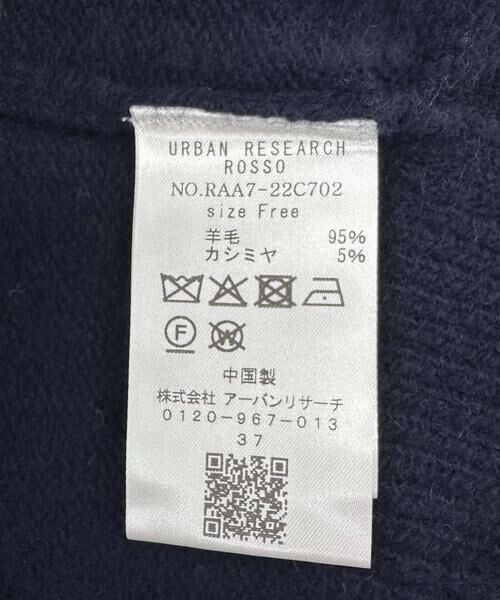 URBAN RESEARCH
ROSSO
NO.RAA7-22C702
size Free
羊毛 95%
カシミヤ 5%
F W
中国製
株式会社 アーバンリサーチ
0120-967-013
37